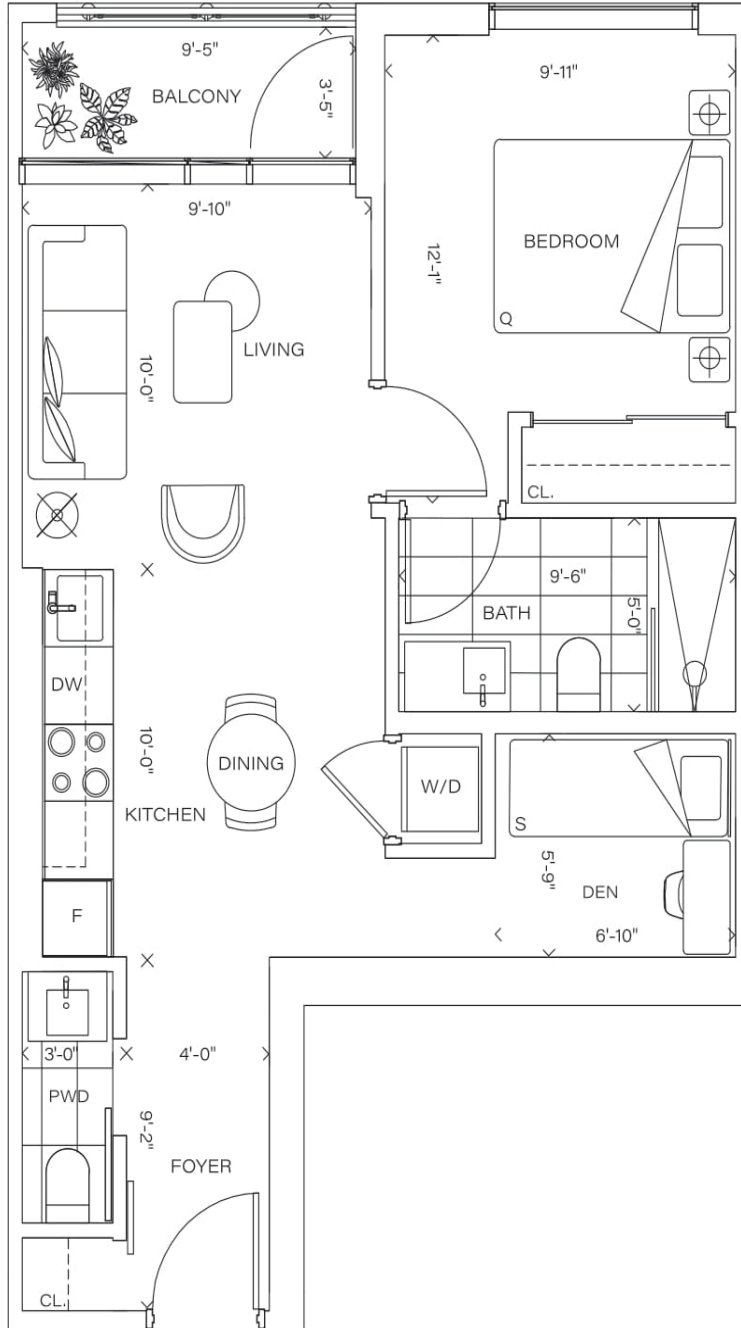 9'-5"
3'-5"
BALCONY
9'-11"
9'-10"
12'-1"
BEDROOM
Q
LIVING
10'-0"
CL.
9'-6"
5'-0"
BATH
DW
10'-0"
DINING
KITCHEN
W/D
S
5'-9"
DEN
6'-10"
F
3'-0"
4'-0"
PWD
9'-2"
FOYER
CL.